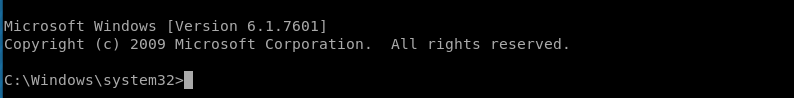 Microsoft Windows [Version 6.1.7601]
Copyright (c) 2009 Microsoft Corporation.  All rights reserved.
C:\Windows\system32>